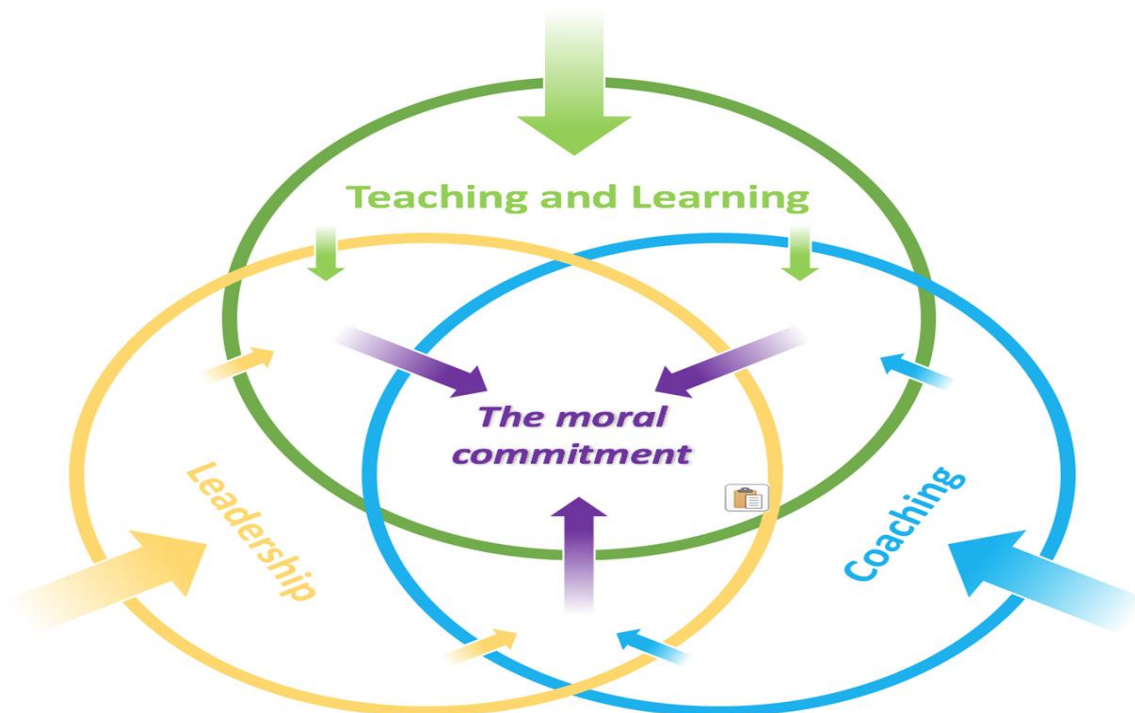 Teaching and Learning
The moral
commitment
Leadership
Coaching